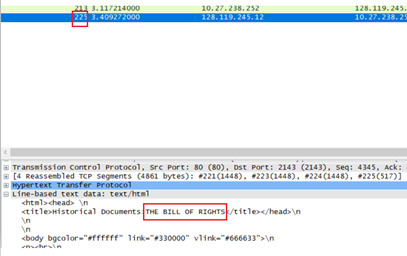 213 3.117214000 10.27.238.252 128.119.245.
225 3.409272000 128.119.245.12 10.27.238.2
Transmission Control Protocol, Src Port: 80 (80), Dst Port: 2143 (2143), Seq: 4345, A
[4 Reassembled TCP Segments (4861 bytes): #221(1448), #223(1448), #224(1448), #225(517)]
Hypertext Transfer Protocol
Line-based text data: text/html
<html><head> \n
<title>Historical Documents:THE BILL OF RIGHTS</title></head>\n
\n
\n
<body bgcolor="#ffffff" link="#330000" vlink="#666633">\n
<p><br>\n